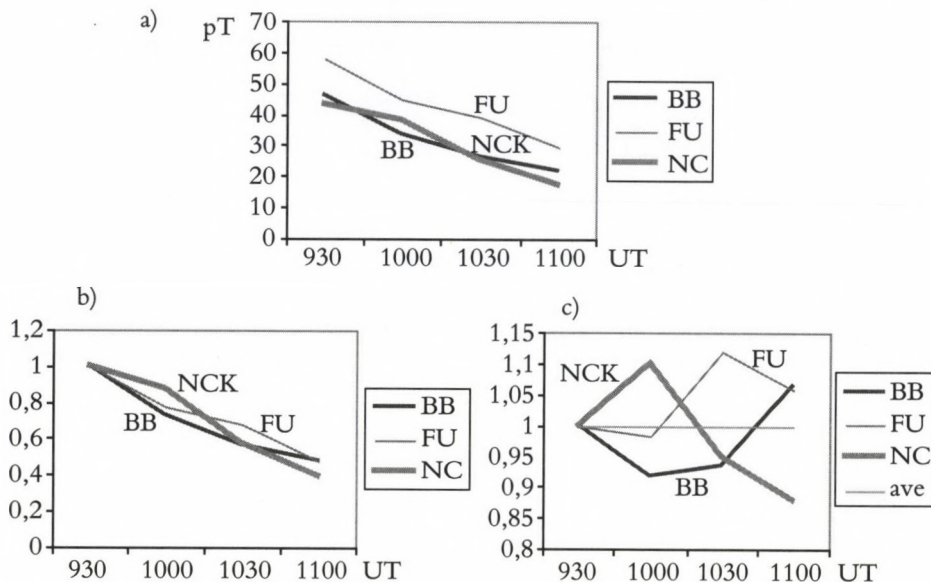 a)
pT
70
60
50
40
30
20
10
0
FU
NCK
BB
930 1000 1030 1100 UT
BB
FU
NC
b)
1,2
1
0,8
0,6
0,4
0,2
0
NCK
FU
BB
930 1000 1030 1100 UT
BB
FU
NC
c)
1,15
1,1
1,05
1
0,95
0,9
0,85
0,8
NCK
FU
BB
930 1000 1030 1100 UT
BB
FU
NC
ave